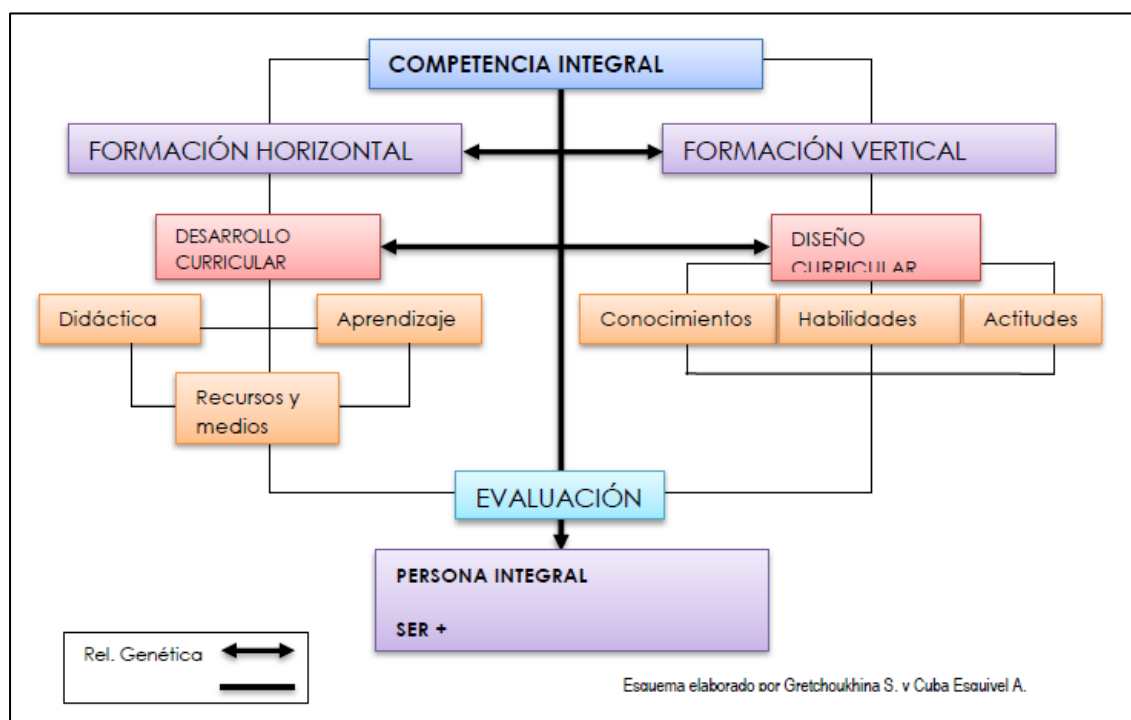 COMPETENCIA INTEGRAL
FORMACIÓN HORIZONTAL
FORMACIÓN VERTICAL
DESARROLLO
CURRICULAR
DISEÑO
CURRICULAR
Didáctica
Aprendizaje
Conocimientos
Habilidades
Actitudes
Recursos y
medios
EVALUACIÓN
PERSONA INTEGRAL
SER +
Rel. Genética
Esquema elaborado por Gretchoukhina S. y Cuba Esquivel A.